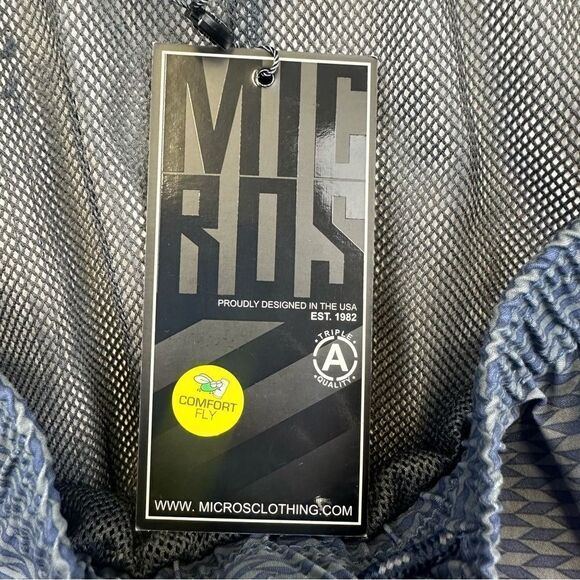 MIC
ROS
PROUDLY DESIGNED IN THE USA
EST. 1982
TRIPLE
A
QUALITY
COMFORT
FLY
WWW. MICROSCLOTHING.COM